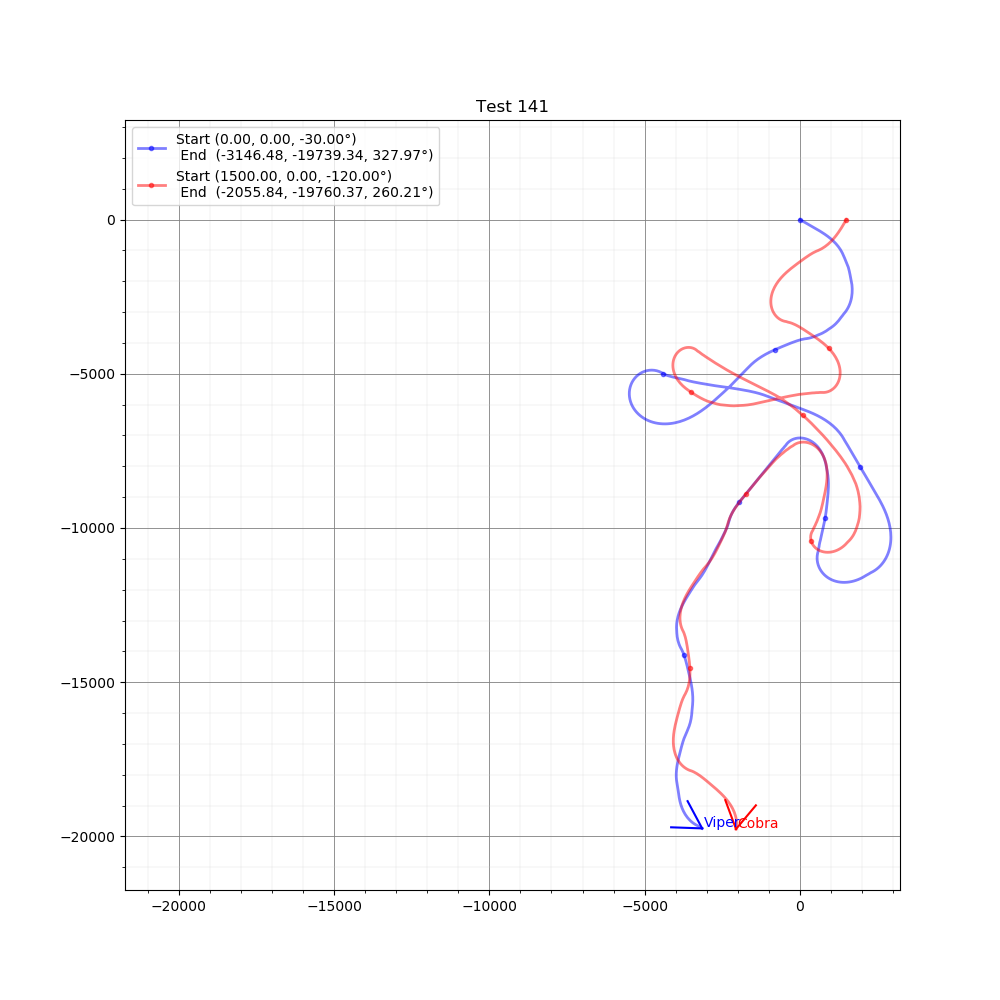 Test 141
Start (0.00, 0.00, -30.00°)
End  (-3146.48, -19739.34, 327.97°)
Start (1500.00, 0.00, -120.00°)
End  (-2055.84, -19760.37, 260.21°)
0
−5000
−10000
−15000
−20000
Viper
Cobra
−20000
−15000
−10000
−5000
0